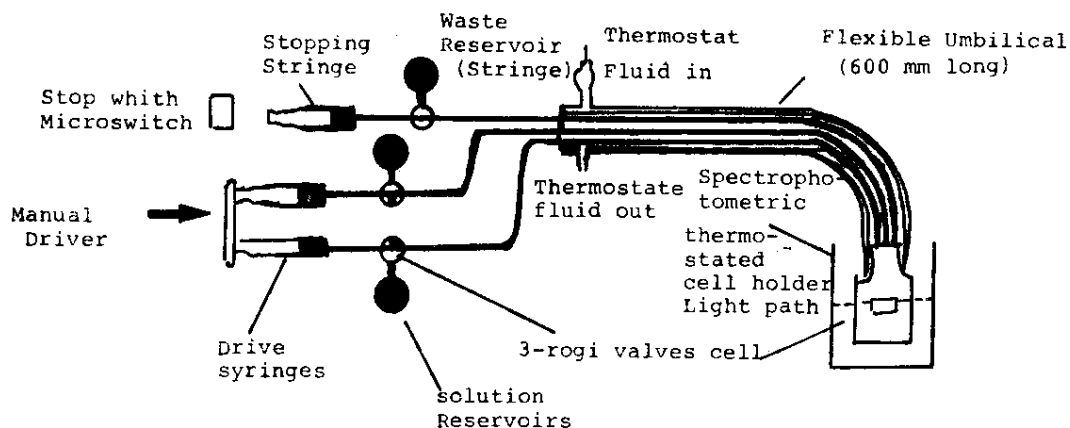 Stopping
Stringe
Waste
Reservoir
(Stringe)
Thermostat
Fluid in
Flexible Umbilical
(600 mm long)
Stop whith
Microswitch
Manual
Driver
Thermostate
fluid out
Spectropho-
tometric
thermo-
stated
cell holder
Light path
Drive
syringes
solution
Reservoirs
3-rogi valves cell